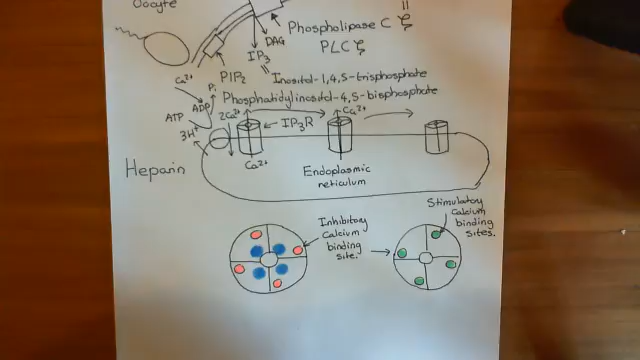 Oocyte
Phospholipase C ζ
PLC ζ
DAG
IP3
PIP2
Inositol-1,4,5-trisphosphate
Phosphatidylinositol-4,5-bisphosphate
Ca2+
Pi
ADP
ATP
3H+
2Ca2+
IP3R
Ca2+
Ca2+
Heparin
Endoplasmic
reticulum
Inhibitory
Calcium
binding
site.
Stimulatory
Calcium
binding
sites.